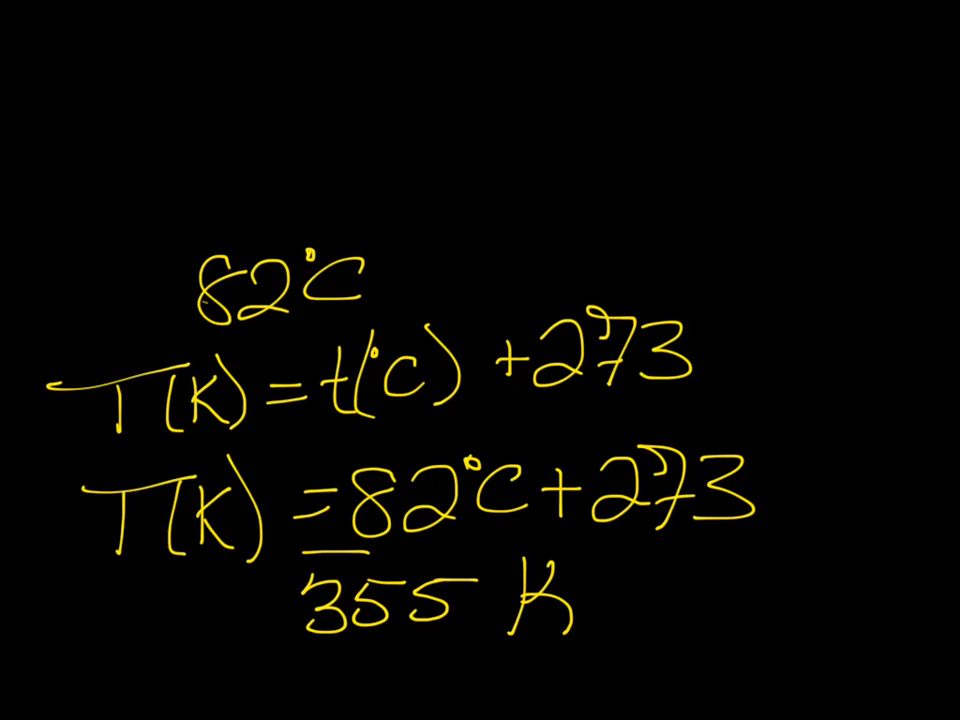 82°C
T(K) = t(°C) +273
T(K) = 82°C+273
355 K